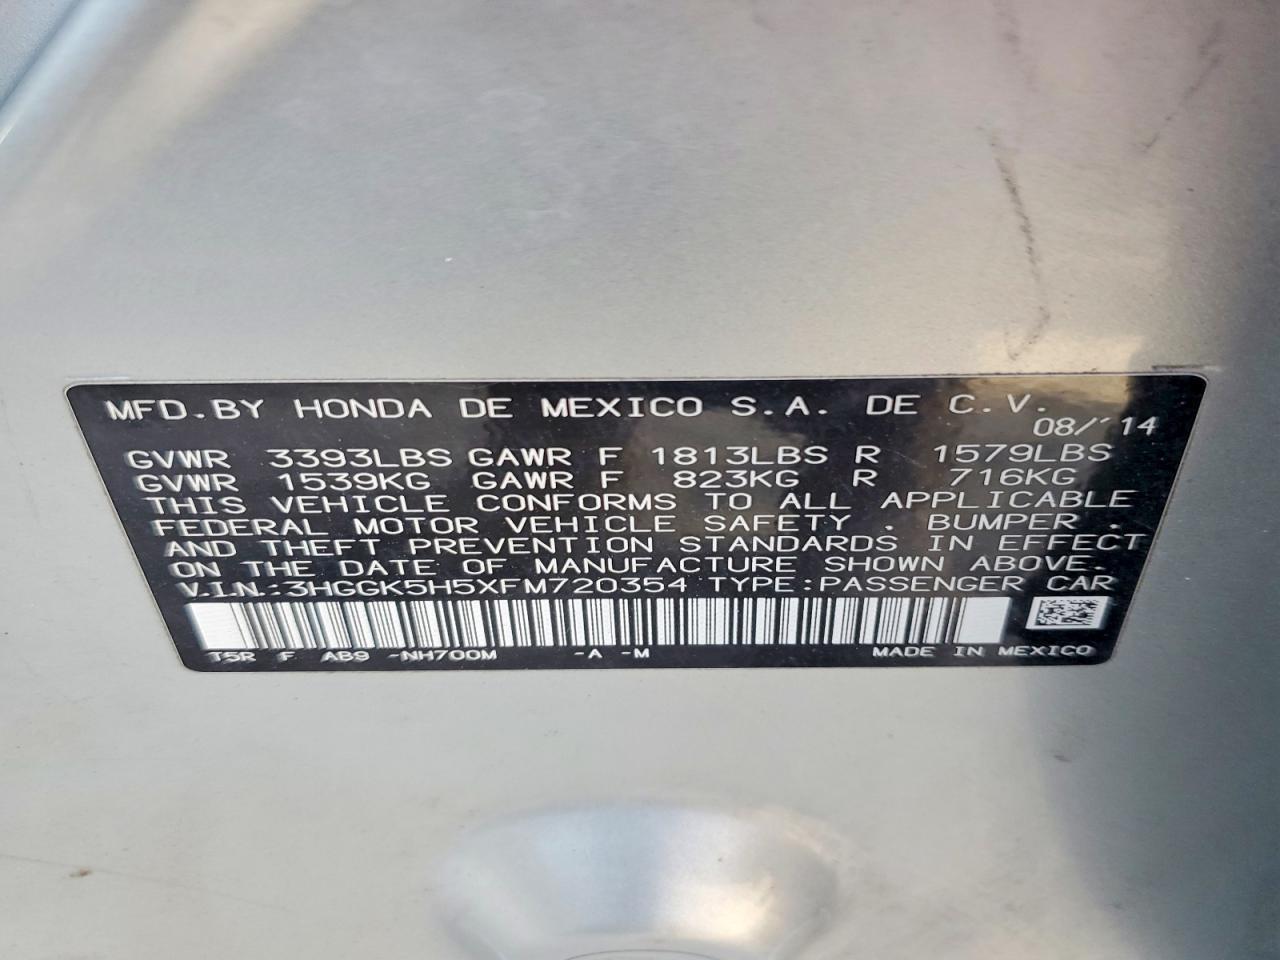 MFD. BY HONDA DE MEXICO S.A. DE C.V.
08/'14
GVWR 3393LBS GAWR F 1813LBS R 1579LBS
GVWR 1539KG GAWR F 823KG R 716KG
THIS VEHICLE CONFORMS TO ALL APPLICABLE
FEDERAL MOTOR VEHICLE SAFETY , BUMPER ,
AND THEFT PREVENTION STANDARDS IN EFFECT
ON THE DATE OF MANUFACTURE SHOWN ABOVE.
V.I.N.:3HGGK5H5XFM720354 TYPE:PASSENGER CAR
T5R F AB9 -NH700M -A -M MADE IN MEXICO